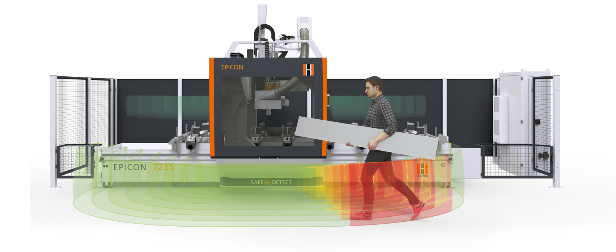 EPICON
H
EPICON 7235
SAFE H DETECT
H